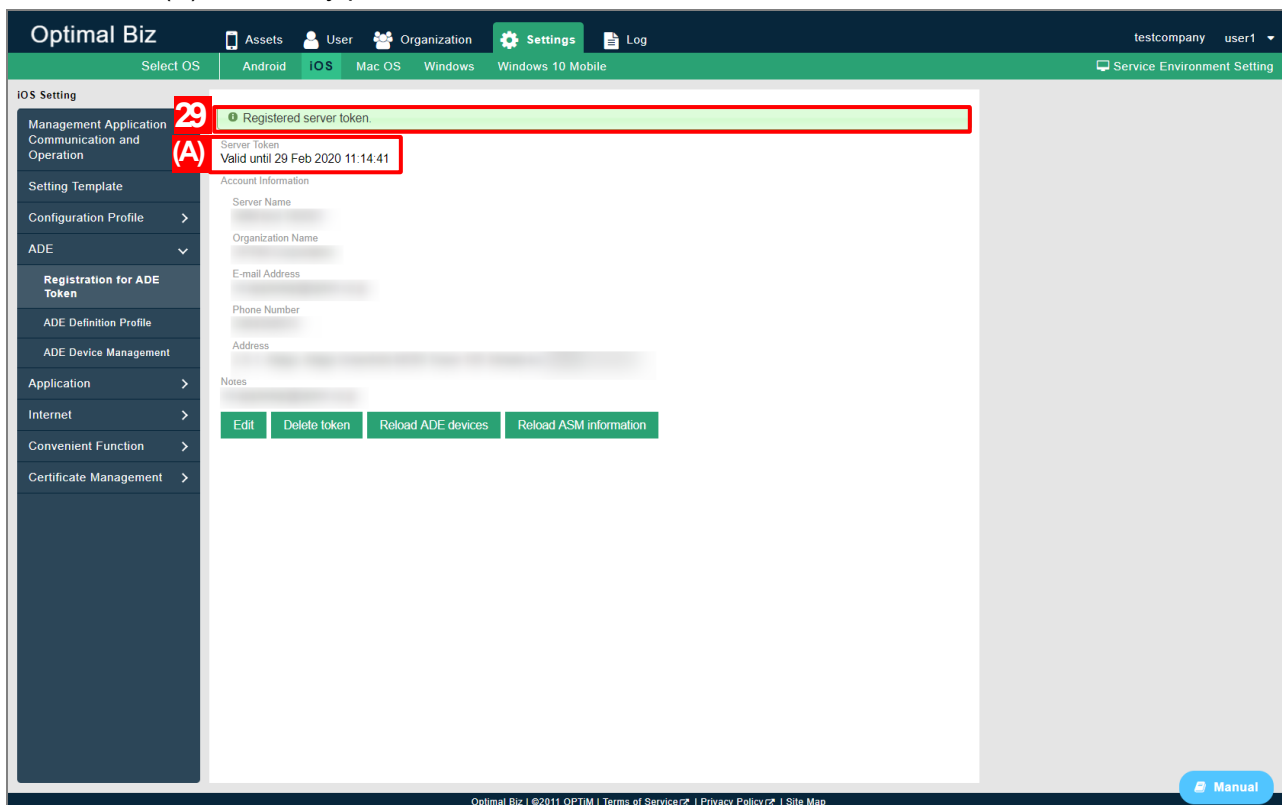 Optimal Biz
Assets User Organization Settings Log
testcompany user1
Select OS Android iOS Mac OS Windows Windows 10 Mobile Service Environment Setting
iOS Setting
Management Application
Communication and
Operation
Setting Template
Configuration Profile
ADE
Registration for ADE
Token
ADE Definition Profile
ADE Device Management
Application
Internet
Convenient Function
Certificate Management
29
Registered server token.
(A)
Server Token
Valid until 29 Feb 2020 11:14:41
Account Information
Server Name
Organization Name
E-mail Address
Phone Number
Address
Notes
Edit Delete token Reload ADE devices Reload ASM information
Manual
Optimal Biz | ©2011 OPTiM | Terms of Service | Privacy Policy | Site Map